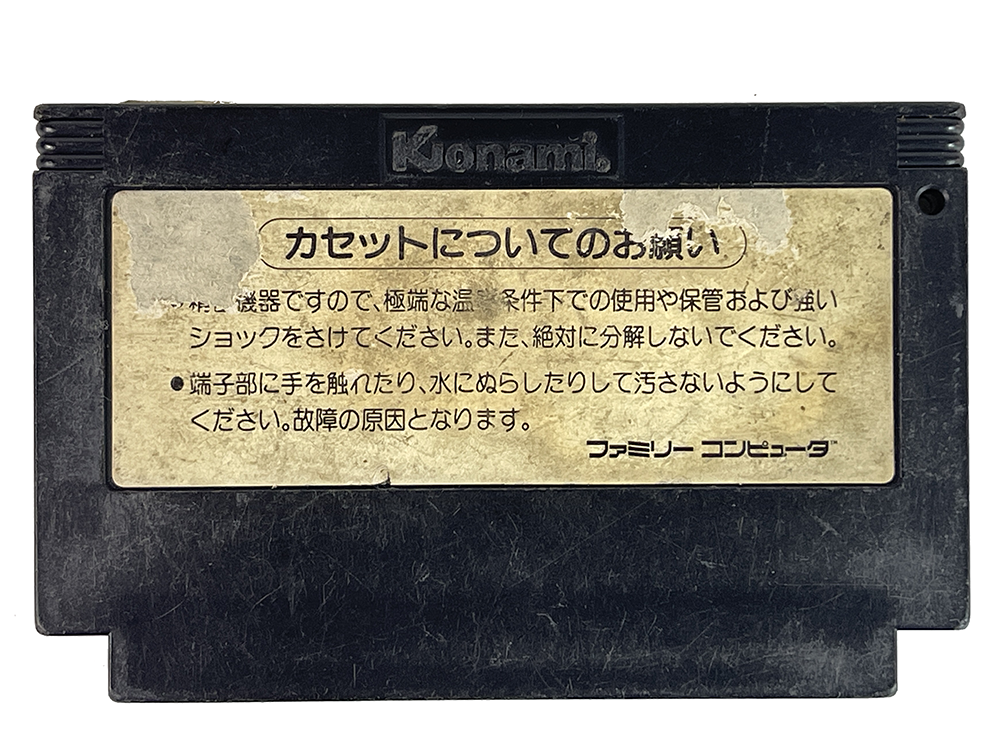 Konami
カセットについてのお願い
機器ですので、極端な温 条件下での使用や保管および強い
ショックをさけてください。また、絶対に分解しないでください。
●端子部に手を触れたり、水にぬらしたりして汚さないようにして
ください。故障の原因となります。
ファミリーコンピュータ™